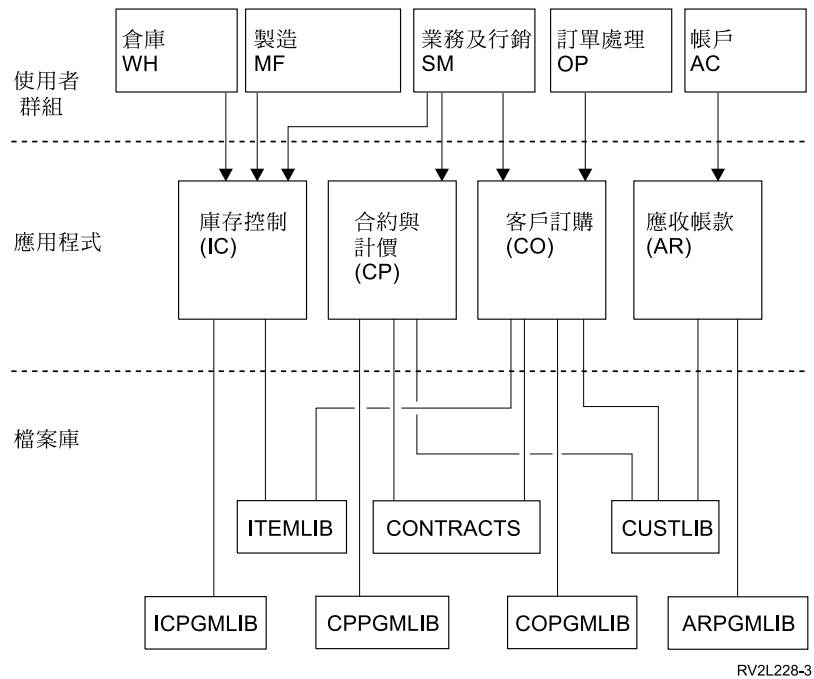 倉庫
WH
製造
MF
業務及行銷
SM
訂單處理
OP
帳戶
AC
使用者
群組
庫存控制
(IC)
合約與
計價
(CP)
客戶訂購
(CO)
應收帳款
(AR)
應用程式
檔案庫
ITEMLIB
CONTRACTS
CUSTLIB
ICPGMLIB
CPPGMLIB
COPGMLIB
ARPGMLIB
RV2L228-3